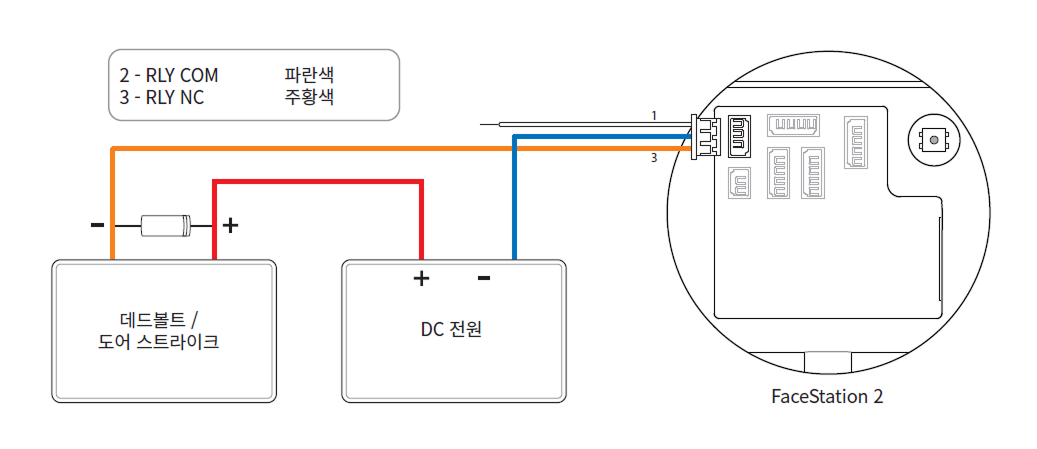 2 - RLY COM 파란색
3 - RLY NC 주황색
1
3
- +
+ -
데드볼트 /
도어 스트라이크
DC 전원
FaceStation 2